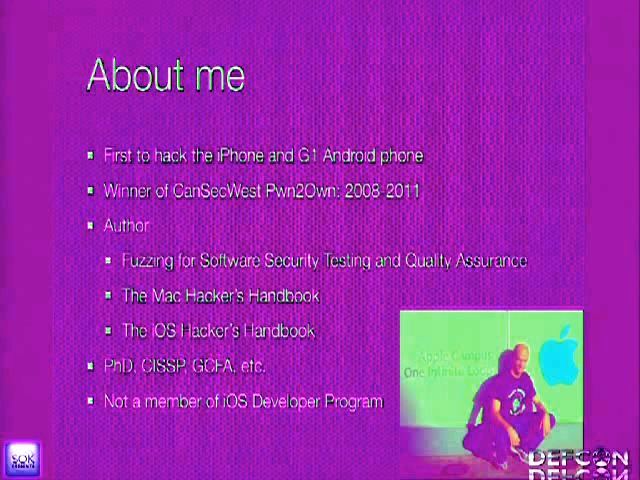 About me
First to hack the iPhone and G1 Android phone
Winner of CanSecWest Pwn2Own: 2008-2011
Author
Fuzzing for Software Security Testing and Quality Assurance
The Mac Hacker's Handbook
The iOS Hacker's Handbook
PhD, CISSP, GCFA, etc.
Not a member of iOS Developer Program
Apple Campus
One Infinite Loop
SOK
DEFCON